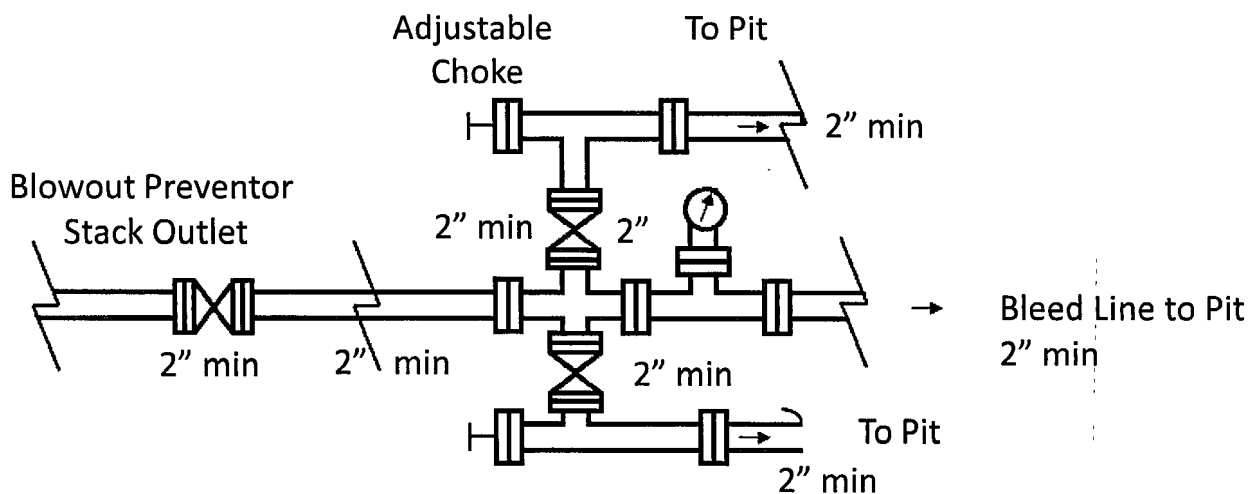 Adjustable
Choke
To Pit
2” min
Blowout Preventor
Stack Outlet
2” min
2”
2” min
2” min
2” min
Bleed Line to Pit
2” min
To Pit
2” min